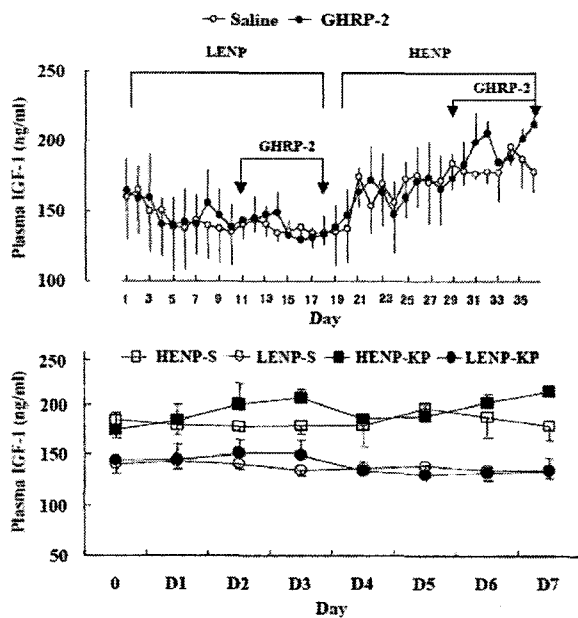 Saline GHRP-2
LENP HENP
GHRP-2
GHRP-2
Plasma IGF-1 (ng/ml)
250
200
150
100
1 3 5 7 9 11 13 15 17 19 21 23 25 27 29 31 33 35
Day
HENP-S LENP-S HENP-KP LENP-KP
Plasma IGF-1 (ng/ml)
250
200
150
100
50
0 D1 D2 D3 D4 D5 D6 D7
Day